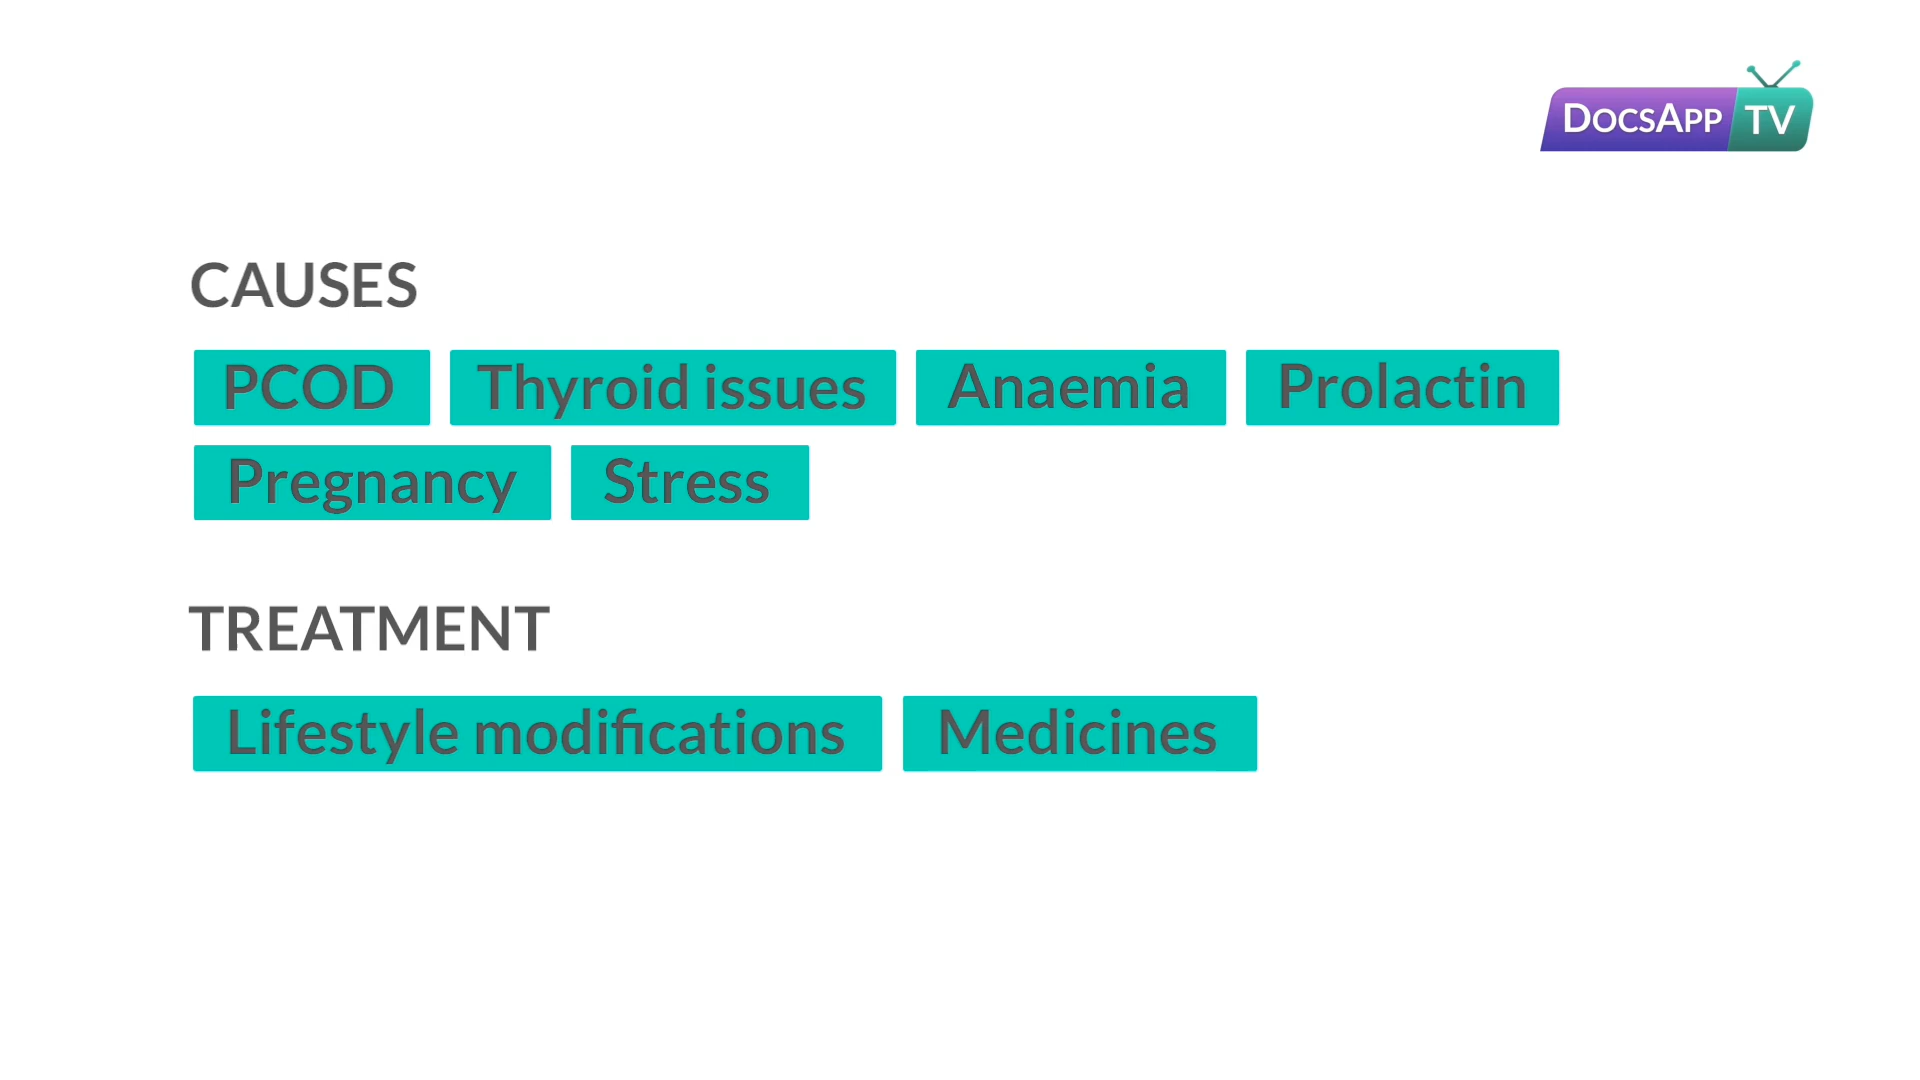 DOCSAPP TV
CAUSES
PCOD Thyroid issues Anaemia Prolactin
Pregnancy Stress
TREATMENT
Lifestyle modifications Medicines